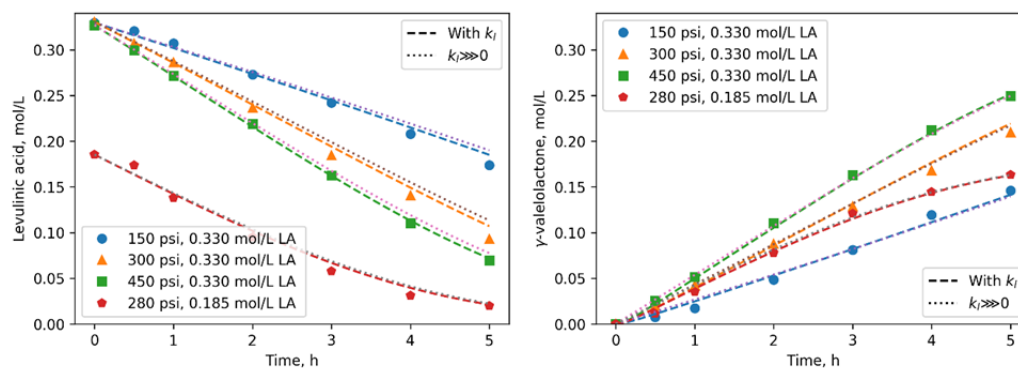 Levulinic acid, mol/L
0.30
0.25
0.20
0.15
0.10
0.05
0.00
With k_l
k_l⋙0
150 psi, 0.330 mol/L LA
300 psi, 0.330 mol/L LA
450 psi, 0.330 mol/L LA
280 psi, 0.185 mol/L LA
0 1 2 3 4 5
Time, h
γ-valelolactone, mol/L
0.30
0.25
0.20
0.15
0.10
0.05
0.00
150 psi, 0.330 mol/L LA
300 psi, 0.330 mol/L LA
450 psi, 0.330 mol/L LA
280 psi, 0.185 mol/L LA
With k_l
k_l⋙0
0 1 2 3 4 5
Time, h